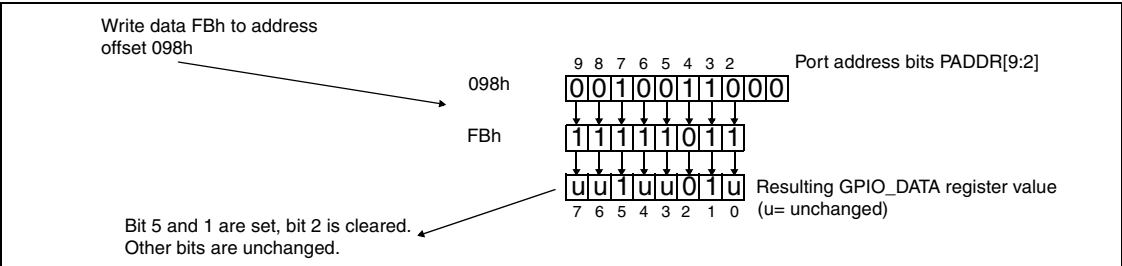 Write data FBh to address
offset 098h
9 8 7 6 5 4 3 2 Port address bits PADDR[9:2]
098h 0 0 1 0 0 1 1 0 0 0
FBh 1 1 1 1 1 0 1 1
u u 1 u u 0 1 u Resulting GPIO_DATA register value
7 6 5 4 3 2 1 0 (u= unchanged)
Bit 5 and 1 are set, bit 2 is cleared.
Other bits are unchanged.